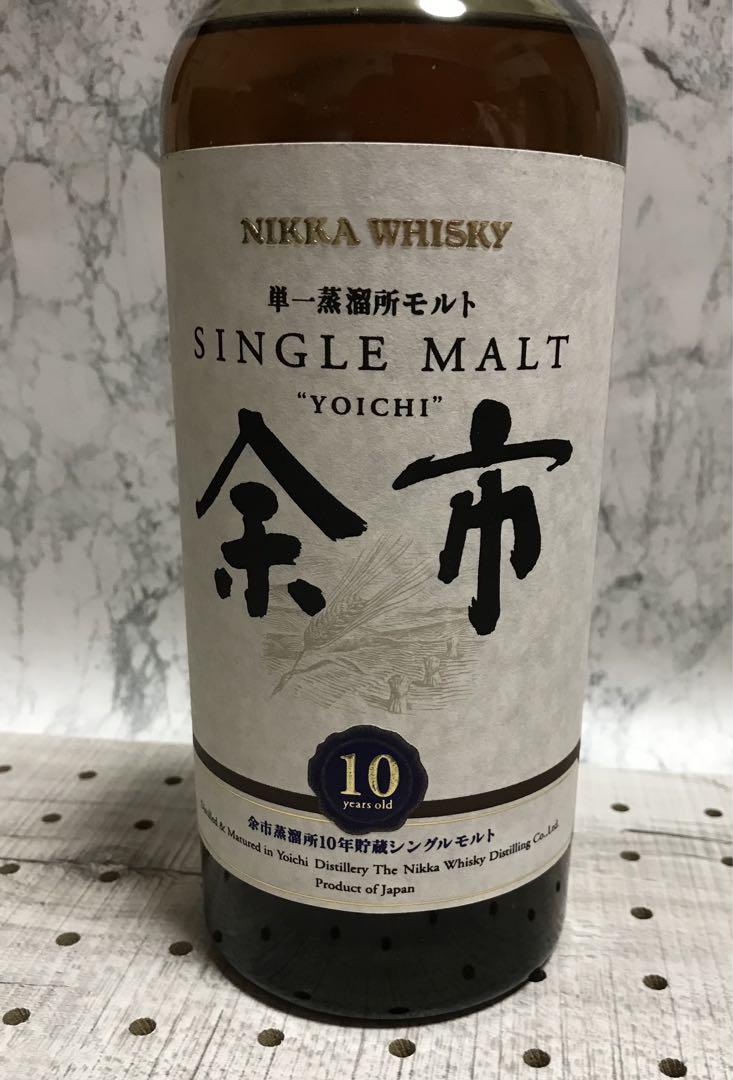 NIKKA WHISKY
単一蒸溜所モルト
SINGLE MALT
“YOICHI”
余市
10
years old
余市蒸溜所10年貯蔵シングルモルト
Distilled & Matured in Yoichi Distillery The Nikka Whisky Distilling Co.,Ltd.
Product of Japan